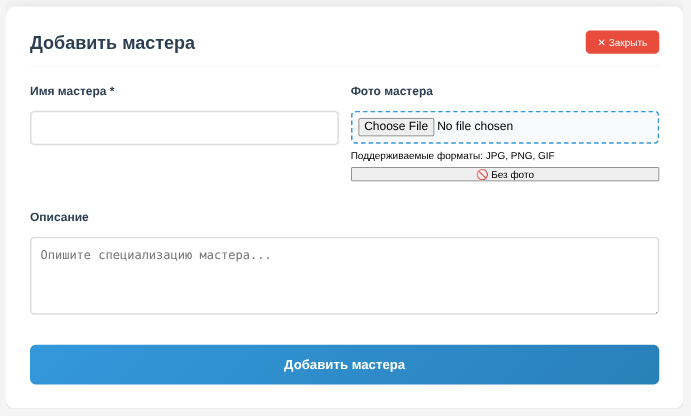 Добавить мастера
✕ Закрыть
Имя мастера *
Фото мастера
Choose File No file chosen
Поддерживаемые форматы: JPG, PNG, GIF
🚫 Без фото
Описание
Опишите специализацию мастера...
Добавить мастера